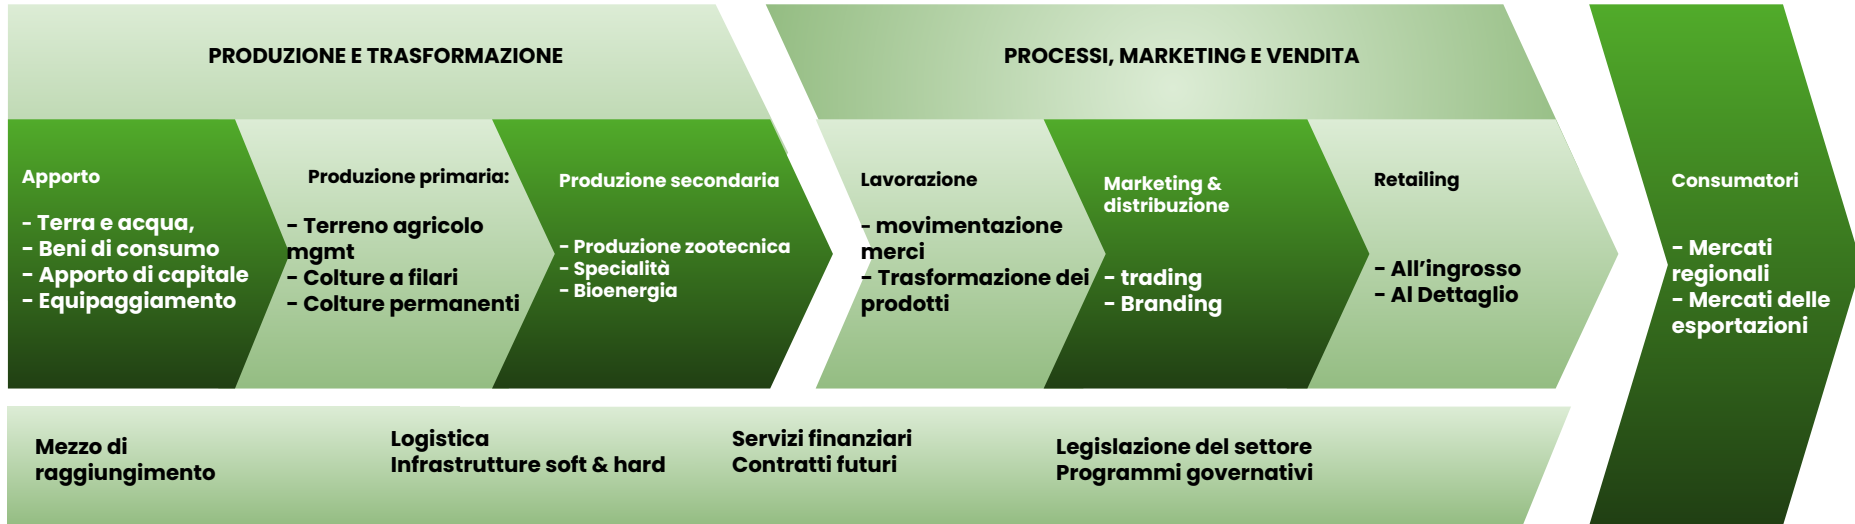 PRODUZIONE E TRASFORMAZIONE
PROCESSI, MARKETING E VENDITA
Apporto
- Terra e acqua,
- Beni di consumo
- Apporto di capitale
- Equipaggiamento
Produzione primaria:
- Terreno agricolo
mgmt
- Colture a filari
- Colture permanenti
Produzione secondaria
- Produzione zootecnica
- Specialità
- Bioenergia
Lavorazione
- movimentazione
merci
- Trasformazione dei
prodotti
Marketing &
distribuzione
- trading
- Branding
Retailing
- All’ingrosso
- Al Dettaglio
Consumatori
- Mercati
regionali
- Mercati delle
esportazioni
Mezzo di
raggiungimento
Logistica
Infrastrutture soft & hard
Servizi finanziari
Contratti futuri
Legislazione del settore
Programmi governativi